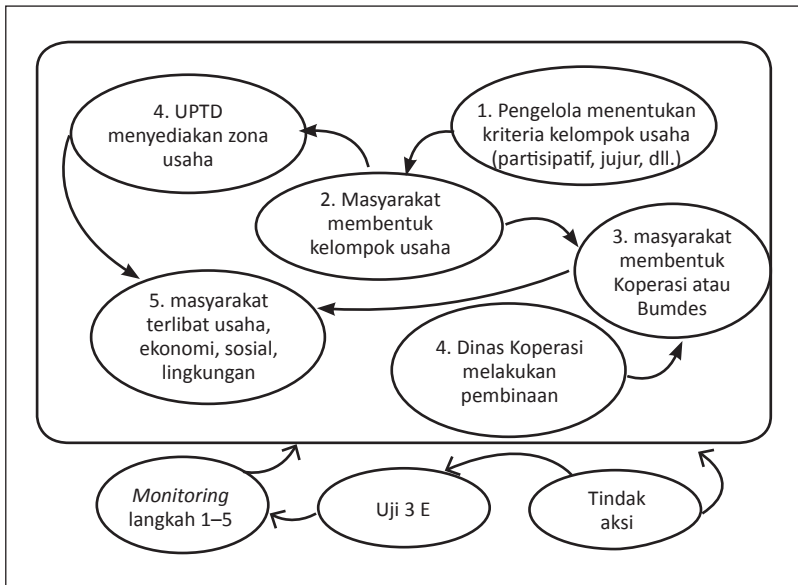 4. UPTD
menyediakan zona
usaha
1. Pengelola menentukan
kriteria kelompok usaha
(partisipatif, jujur, dll.)
2. Masyarakat
membentuk
kelompok usaha
3. masyarakat
membentuk
Koperasi atau
Bumdes
5. masyarakat
terlibat usaha,
ekonomi, sosial,
lingkungan
4. Dinas Koperasi
melakukan
pembinaan
Monitoring
langkah 1–5
Uji 3 E
Tindak
aksi